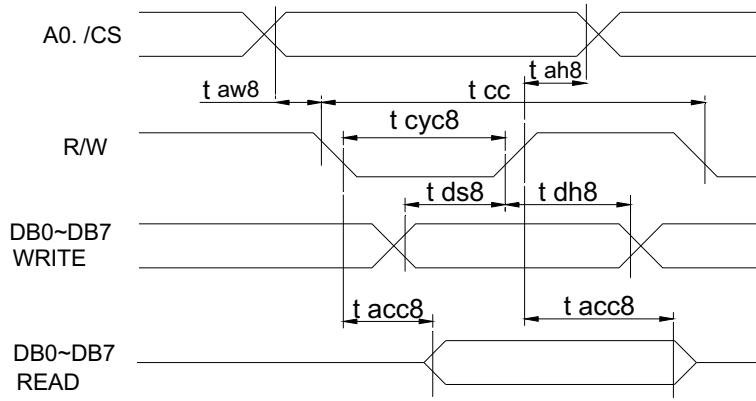 A0. /CS
t ah8
t aw8
t cc
t cyc8
R/W
t ds8
t dh8
DB0~DB7
WRITE
t acc8
t acc8
DB0~DB7
READ